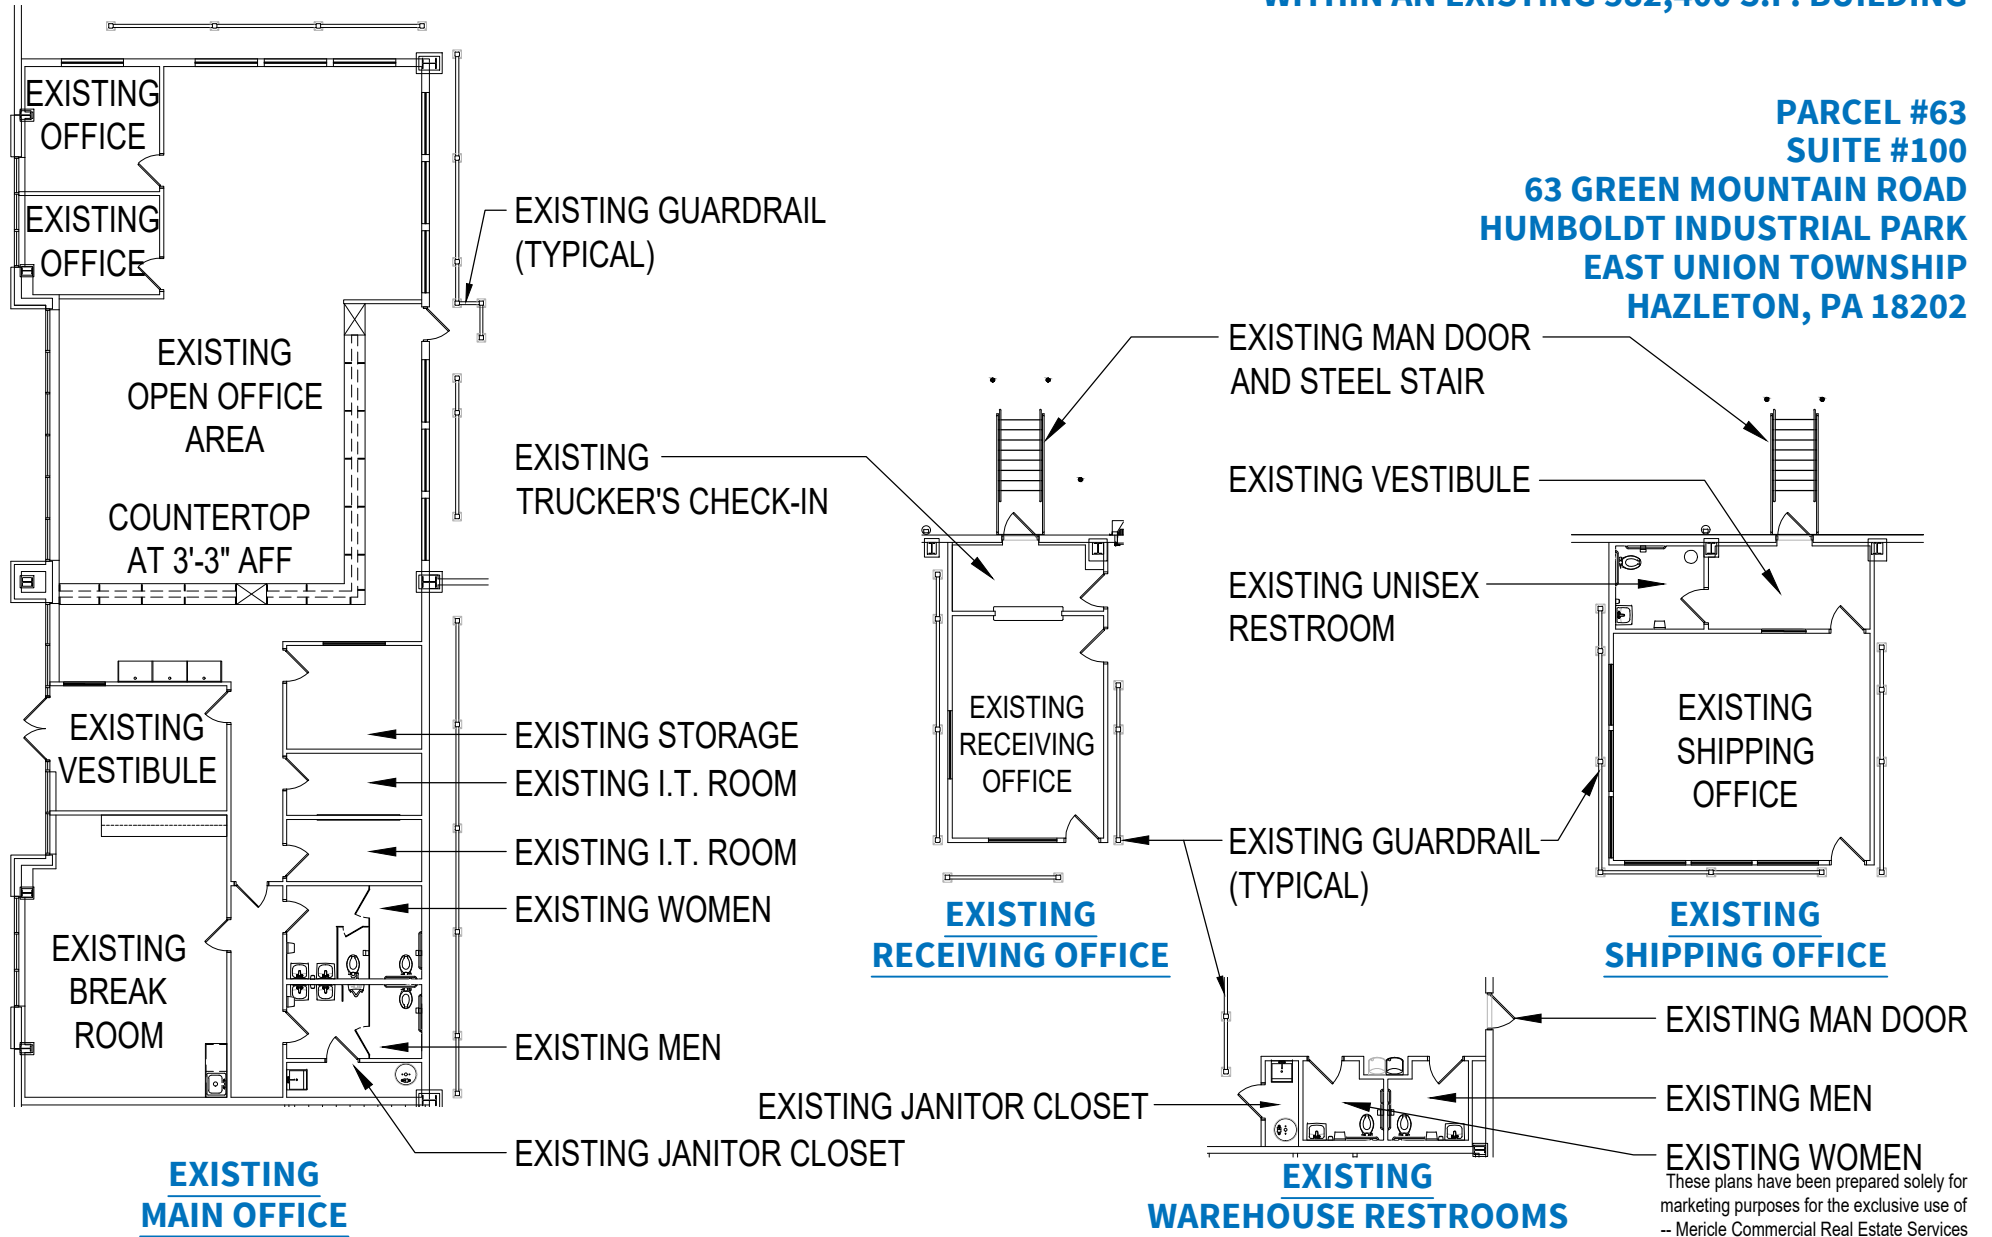 WITHIN AN EXISTING 382,400 S.F. BUILDING
PARCEL #63
SUITE #100
63 GREEN MOUNTAIN ROAD
HUMBOLDT INDUSTRIAL PARK
EAST UNION TOWNSHIP
HAZLETON, PA 18202
EXISTING
OFFICE
EXISTING
OFFICE
EXISTING GUARDRAIL
(TYPICAL)
EXISTING
OPEN OFFICE
AREA
COUNTERTOP
AT 3'-3" AFF
EXISTING
VESTIBULE
EXISTING STORAGE
EXISTING I.T. ROOM
EXISTING I.T. ROOM
EXISTING WOMEN
EXISTING
BREAK
ROOM
EXISTING MEN
EXISTING JANITOR CLOSET
EXISTING
MAIN OFFICE
EXISTING
TRUCKER'S CHECK-IN
EXISTING
RECEIVING
OFFICE
EXISTING
RECEIVING OFFICE
EXISTING MAN DOOR
AND STEEL STAIR
EXISTING VESTIBULE
EXISTING UNISEX
RESTROOM
EXISTING
SHIPPING
OFFICE
EXISTING GUARDRAIL
(TYPICAL)
EXISTING
SHIPPING OFFICE
EXISTING MAN DOOR
EXISTING MEN
EXISTING JANITOR CLOSET
EXISTING WOMEN
EXISTING
WAREHOUSE RESTROOMS
These plans have been prepared solely for
marketing purposes for the exclusive use of
-- Mericle Commercial Real Estate Services